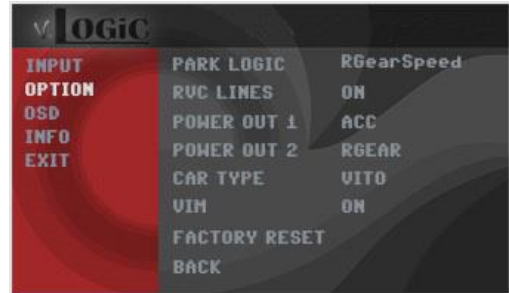 v.LOGiC
INPUT
OPTION
OSD
INFO
EXIT
PARK LOGIC RGearSpeed
RVC LINES ON
POWER OUT 1 ACC
POWER OUT 2 RGEAR
CAR TYPE VITO
VIM ON
FACTORY RESET
BACK